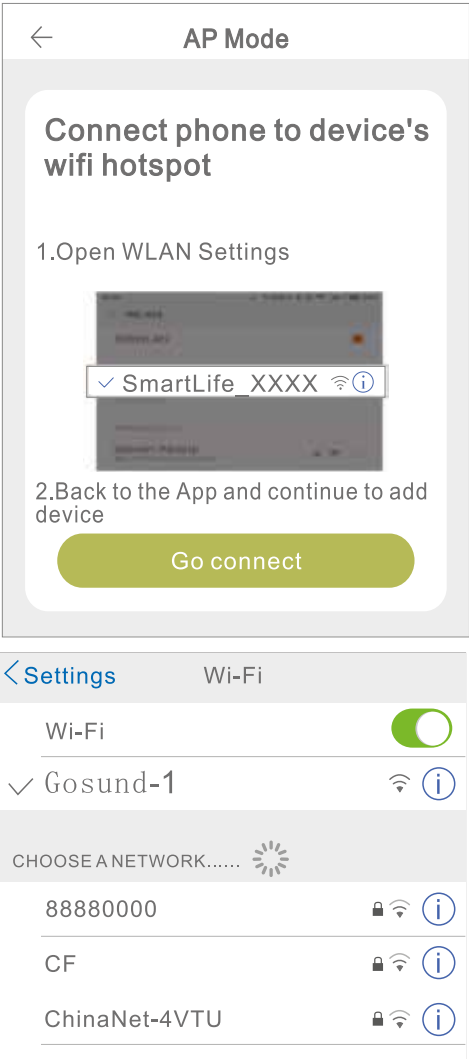 AP Mode
Connect phone to device's
wifi hotspot
1.Open WLAN Settings
SmartLife_XXXX
2.Back to the App and continue to add
device
Go connect
Settings
Wi-Fi
Wi-Fi
Gosund-1
CHOOSE A NETWORK......
88880000
CF
ChinaNet-4VTU